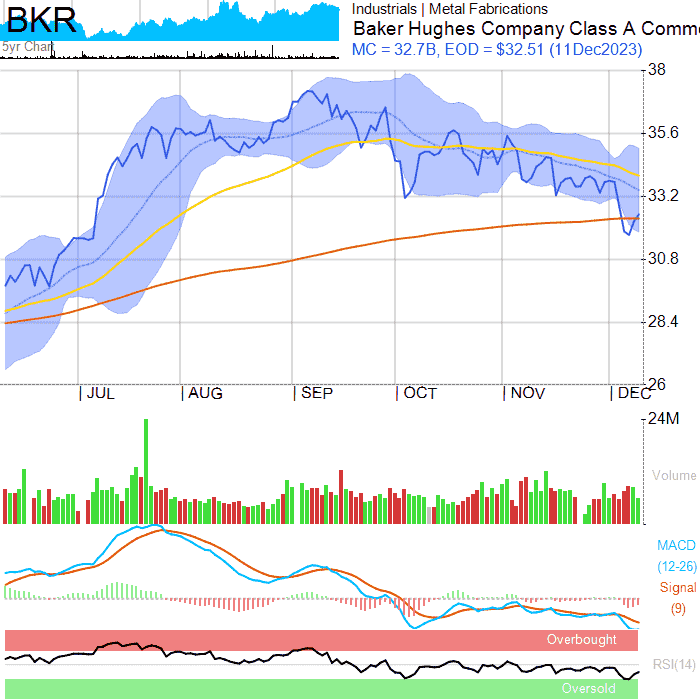 BKR
5yr Chart
Industrials | Metal Fabrications
Baker Hughes Company Class A Commo
MC = 32.7B, EOD = $32.51 (11Dec2023)
38
35.6
33.2
30.8
28.4
26
JUL AUG SEP OCT NOV DEC
24M
Volume
MACD
(12-26)
Signal
(9)
Overbought
RSI(14)
Oversold